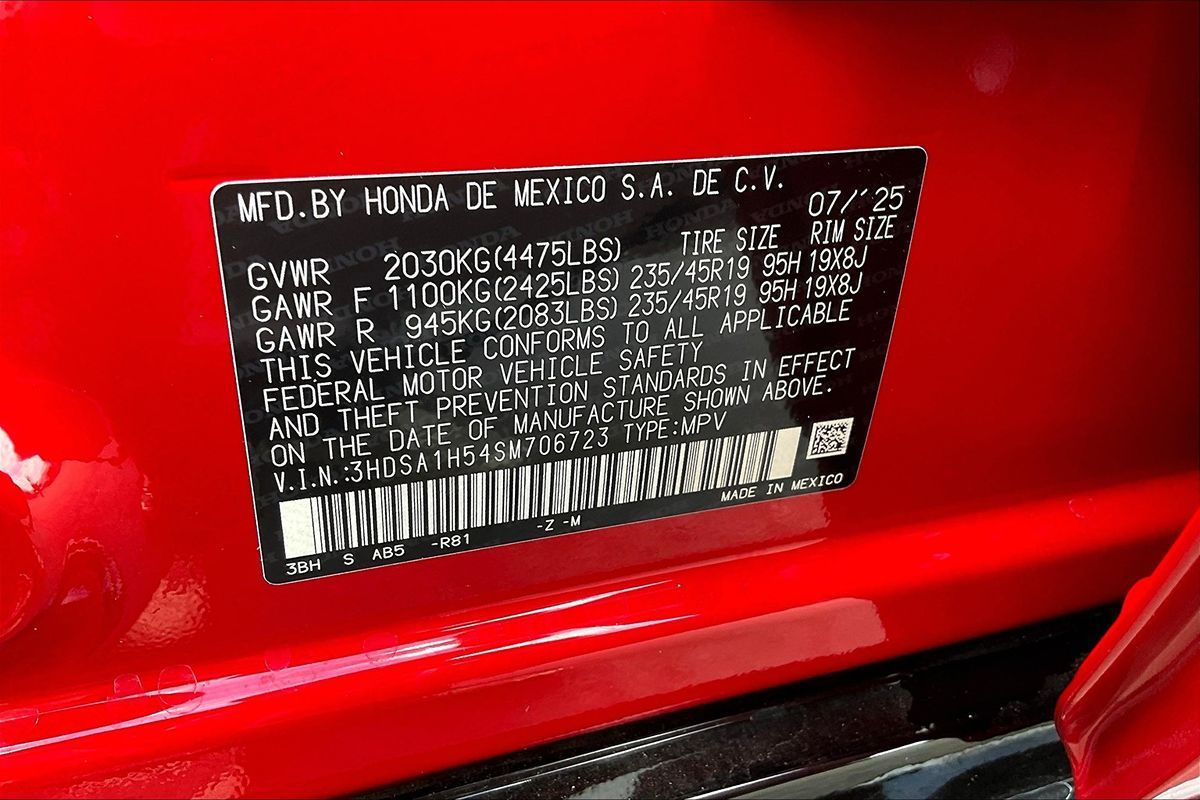 MFD.BY HONDA DE MEXICO S.A. DE C.V.
07/'25
TIRE SIZE RIM SIZE
GVWR 2030KG(4475LBS)
GAWR F 1100KG(2425LBS) 235/45R19 95H 19X8J
GAWR R 945KG(2083LBS) 235/45R19 95H 19X8J
THIS VEHICLE CONFORMS TO ALL APPLICABLE
FEDERAL MOTOR VEHICLE SAFETY
AND THEFT PREVENTION STANDARDS IN EFFECT
ON THE DATE OF MANUFACTURE SHOWN ABOVE.
V.I.N.:3HDSA1H54SM706723 TYPE:MPV
MADE IN MEXICO
3BH S AB5 -R81 -Z -M